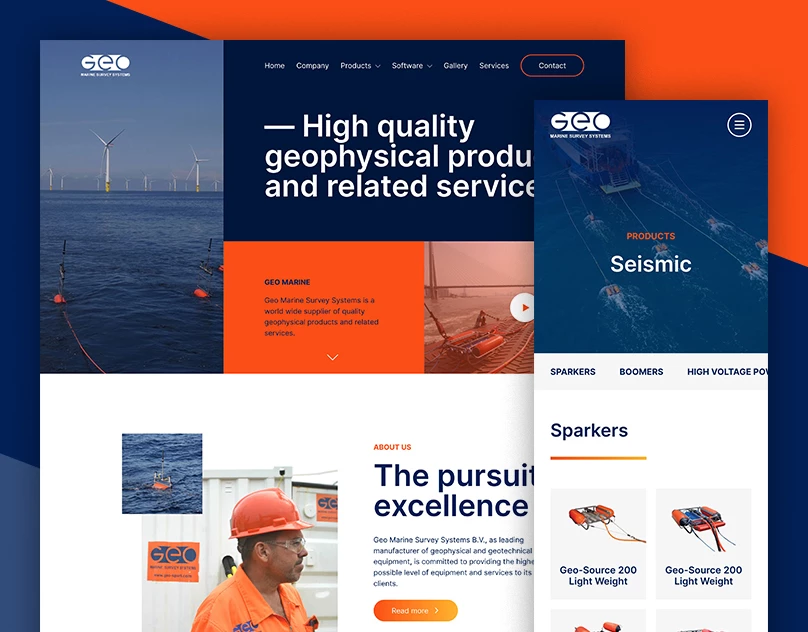 GEO
MARINE SURVEY SYSTEMS
Home
Company
Products
Software
Gallery
Services
Contact
— High quality
geophysical produ
and related service
GEO MARINE
Geo Marine Survey Systems is a
world wide supplier of quality
geophysical products and related
services.
ABOUT US
The pursuit
excellence
Geo Marine Survey Systems B.V., as leading
manufacturer of geophysical and geotechnical
equipment, is committed to providing the highe
possible level of equipment and services to its
clients.
Read more
GEO
MARINE SURVEY SYSTEMS
GEO
GEO
GEO
MARINE SURVEY SYSTEMS
PRODUCTS
Seismic
SPARKERS
BOOMERS
HIGH VOLTAGE POW
Sparkers
Geo-Source 200
Light Weight
Geo-Source 200
Light Weight